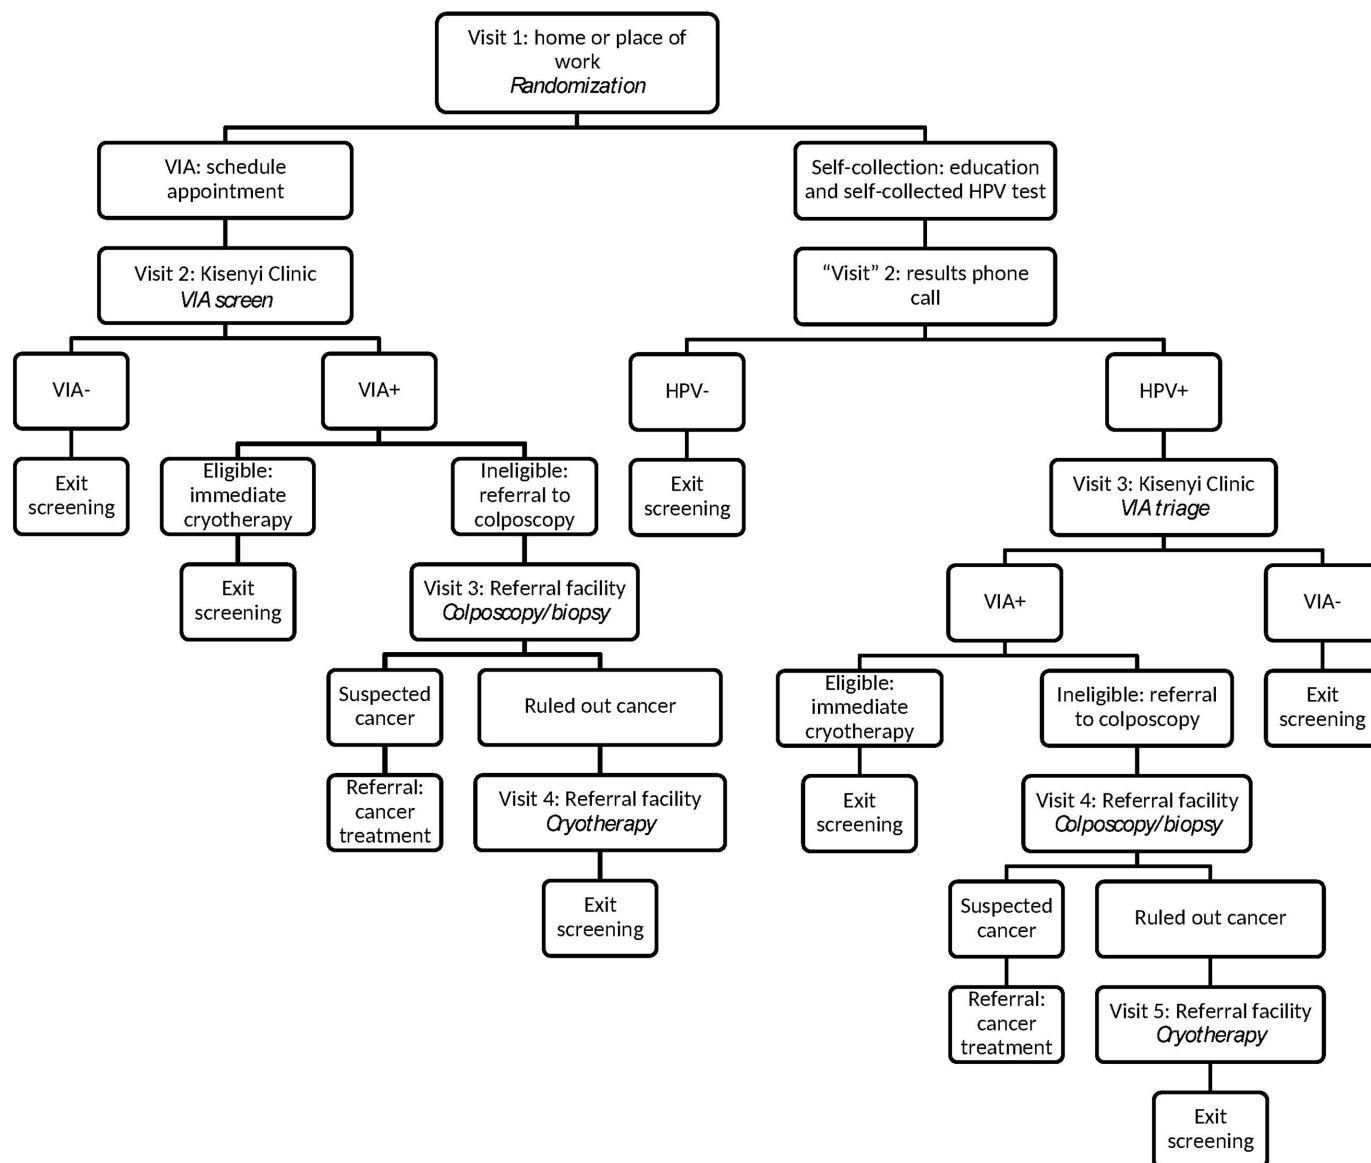 Visit 1: home or place of
work
Randomization
VIA: schedule
appointment
Self-collection: education
and self-collected HPV test
Visit 2: Kisenyi Clinic
VIA screen
“Visit” 2: results phone
call
VIA-
VIA+
HPV-
HPV+
Exit
screening
Eligible:
immediate
cryotherapy
Ineligible:
referral to
colposcopy
Exit
screening
Visit 3: Kisenyi Clinic
VIA triage
Exit
screening
Visit 3: Referral facility
Colposcopy/biopsy
VIA+
VIA-
Suspected
cancer
Ruled out cancer
Eligible:
immediate
cryotherapy
Ineligible: referral
to colposcopy
Exit
screening
Referral:
cancer
treatment
Visit 4: Referral facility
Cryotherapy
Exit
screening
Visit 4: Referral facility
Colposcopy/biopsy
Exit
screening
Suspected
cancer
Ruled out cancer
Referral:
cancer
treatment
Visit 5: Referral facility
Cryotherapy
Exit
screening